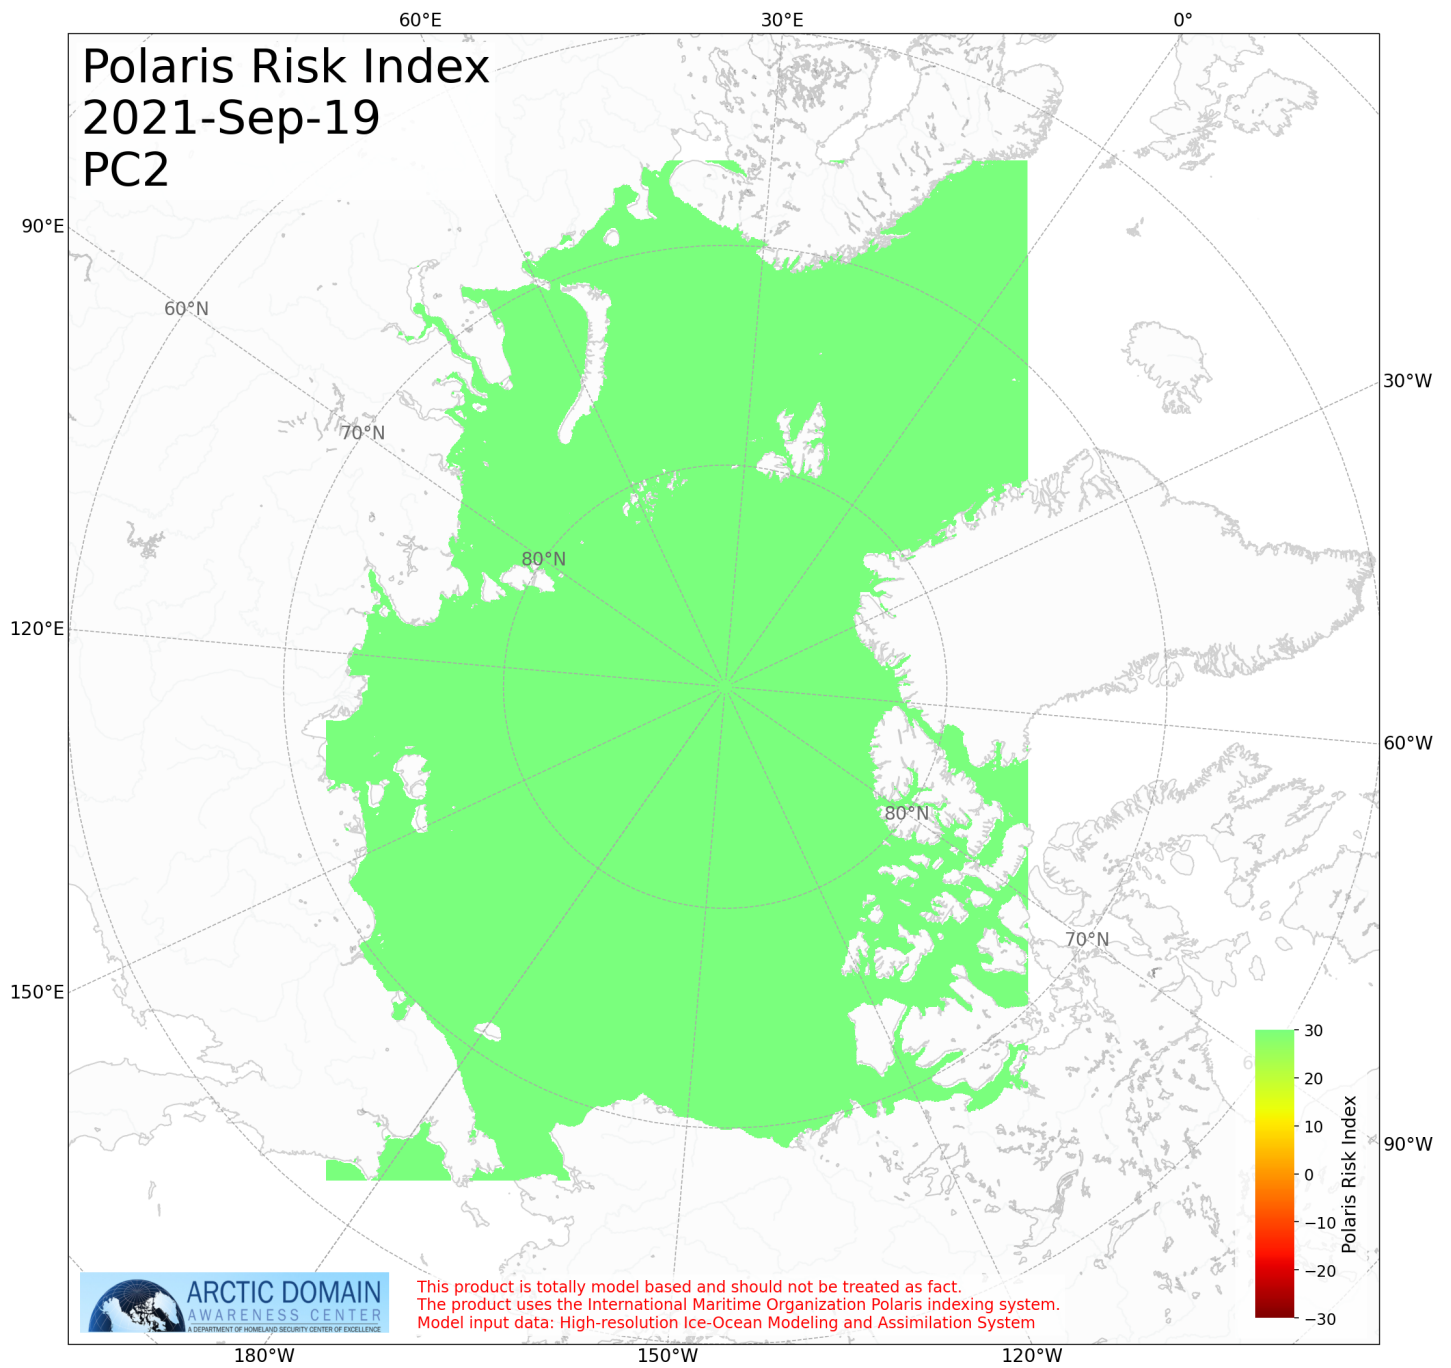 60°E 30°E 0°
Polaris Risk Index
2021-Sep-19
PC2
90°E
60°N
30°W
70°N
80°N
120°E
60°W
80°N
70°N
150°E
30
20
10
0
−10
−20
−30
Polaris Risk Index
90°W
ARCTIC DOMAIN
AWARENESS CENTER
A DEPARTMENT OF HOMELAND SECURITY CENTER OF EXCELLENCE
This product is totally model based and should not be treated as fact.
The product uses the International Maritime Organization Polaris indexing system.
Model input data: High-resolution Ice-Ocean Modeling and Assimilation System
180°W 150°W 120°W